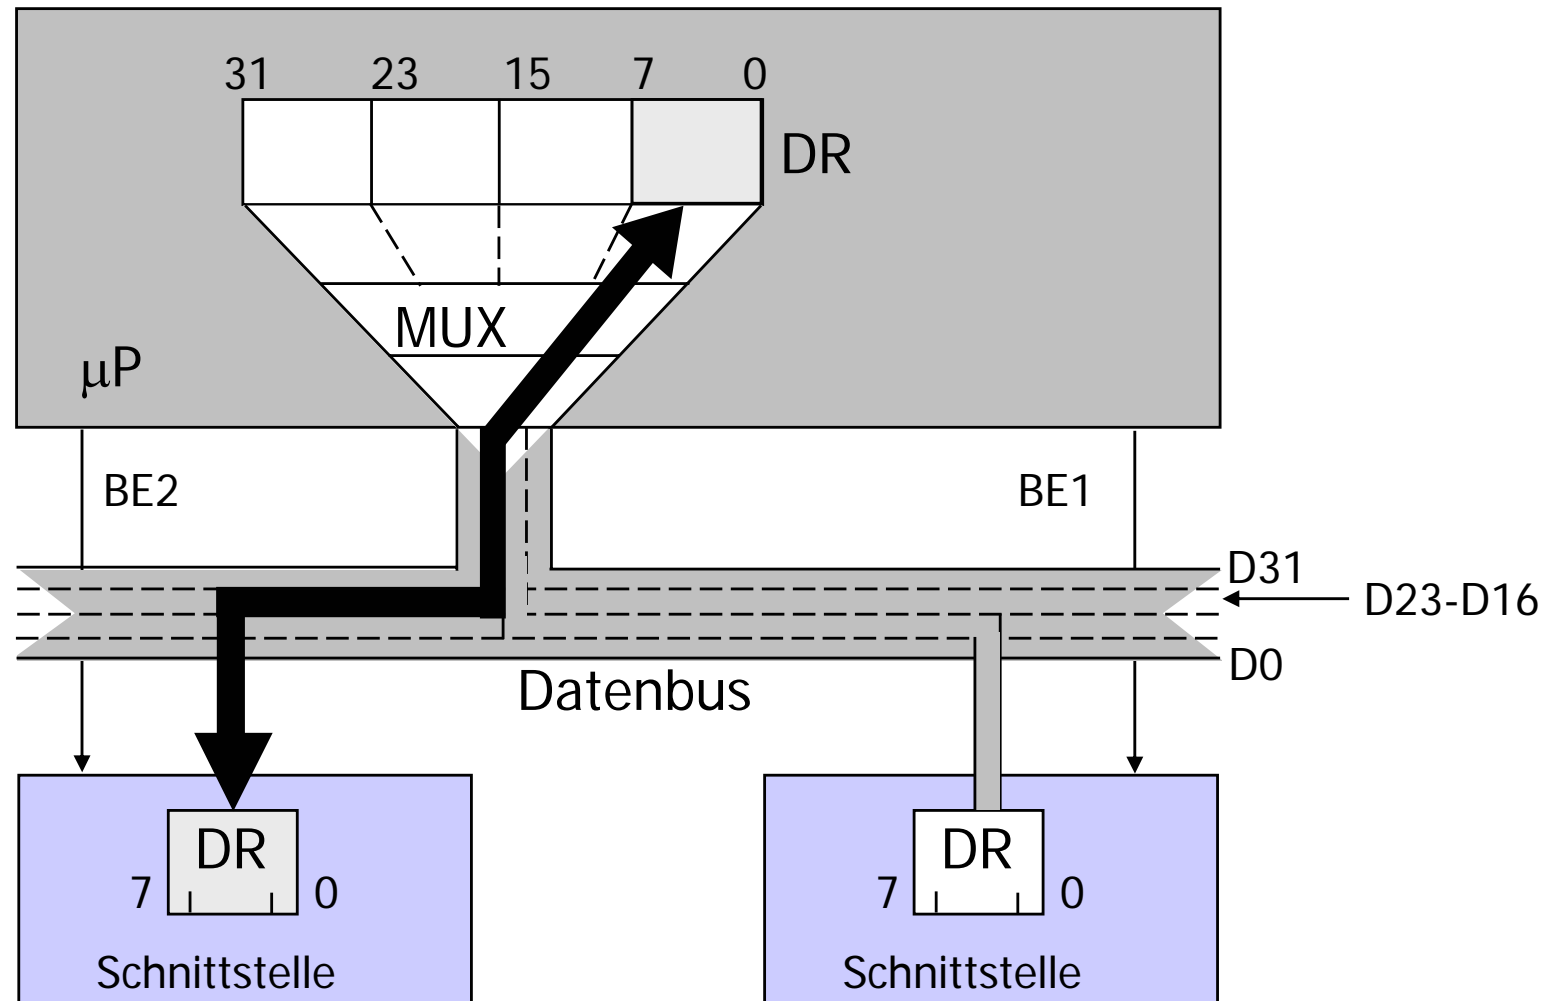 31 23 15 7 0
DR
MUX
µP
BE2 BE1
D31
D23-D16
D0
Datenbus
DR DR
7 0 7 0
Schnittstelle Schnittstelle